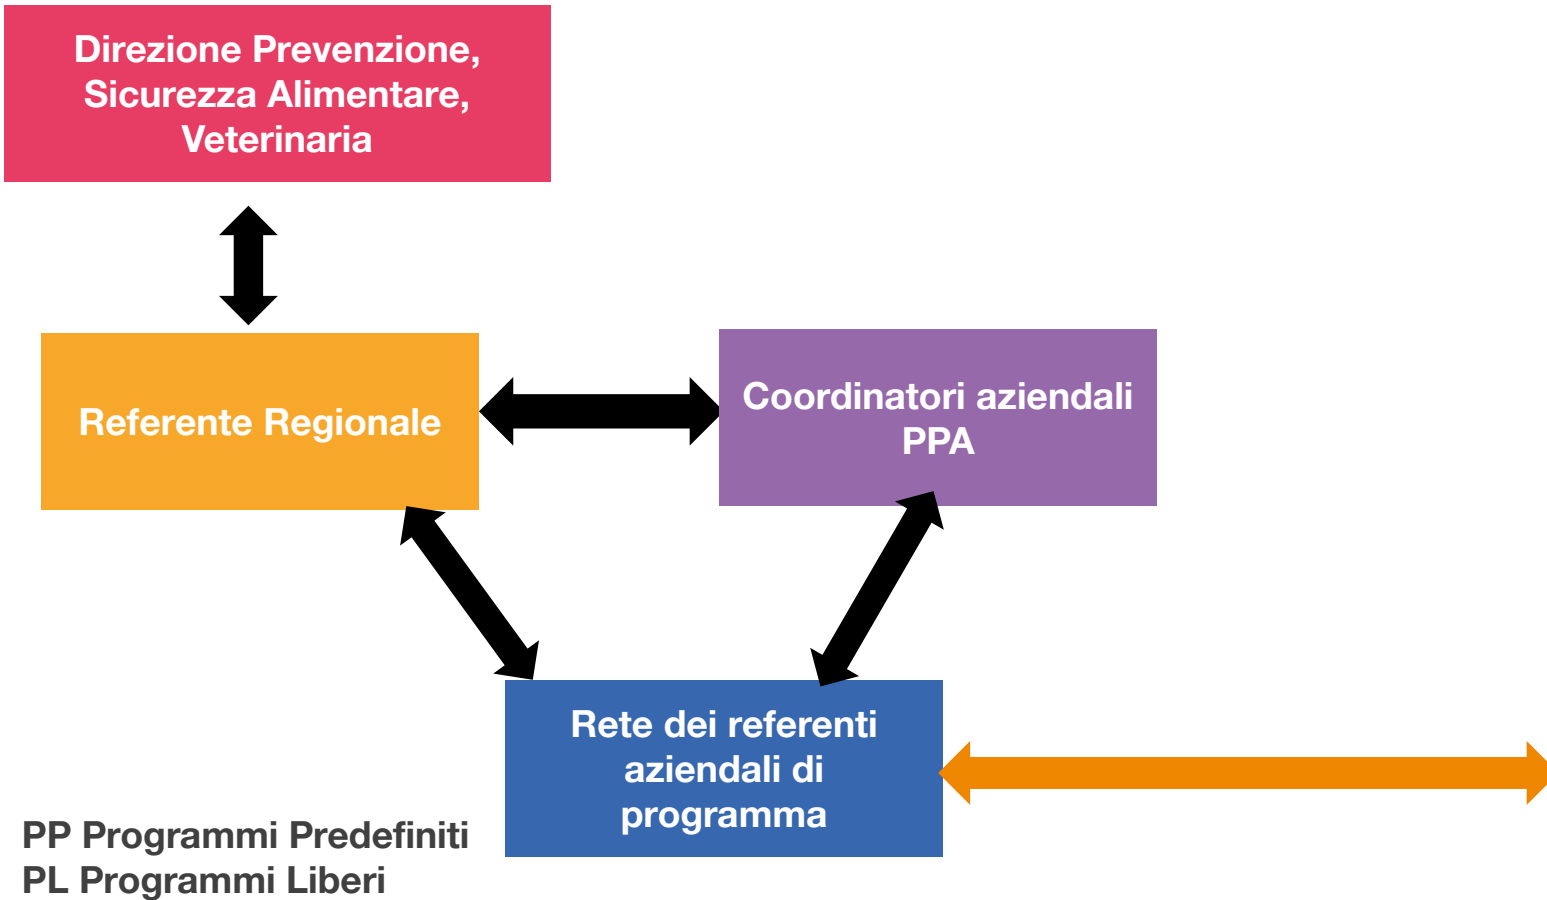 Direzione Prevenzione,
Sicurezza Alimentare,
Veterinaria
Referente Regionale
Coordinatori aziendali
PPA
Rete dei referenti
aziendali di
programma
PP Programmi Predefiniti
PL Programmi Liberi